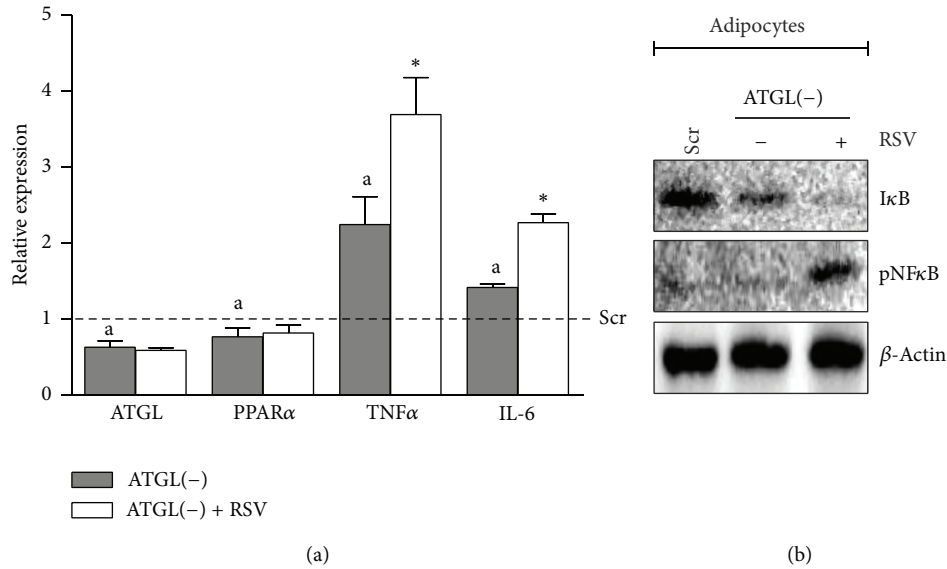 5
4
3
2
1
0
Relative expression
a
a
a
*
a
*
Scr
ATGL
PPARα
TNFα
IL-6
ATGL(−)
ATGL(−) + RSV
(a)
Adipocytes
ATGL(−)
Scr
−
+
RSV
IκB
pNFκB
β-Actin
(b)